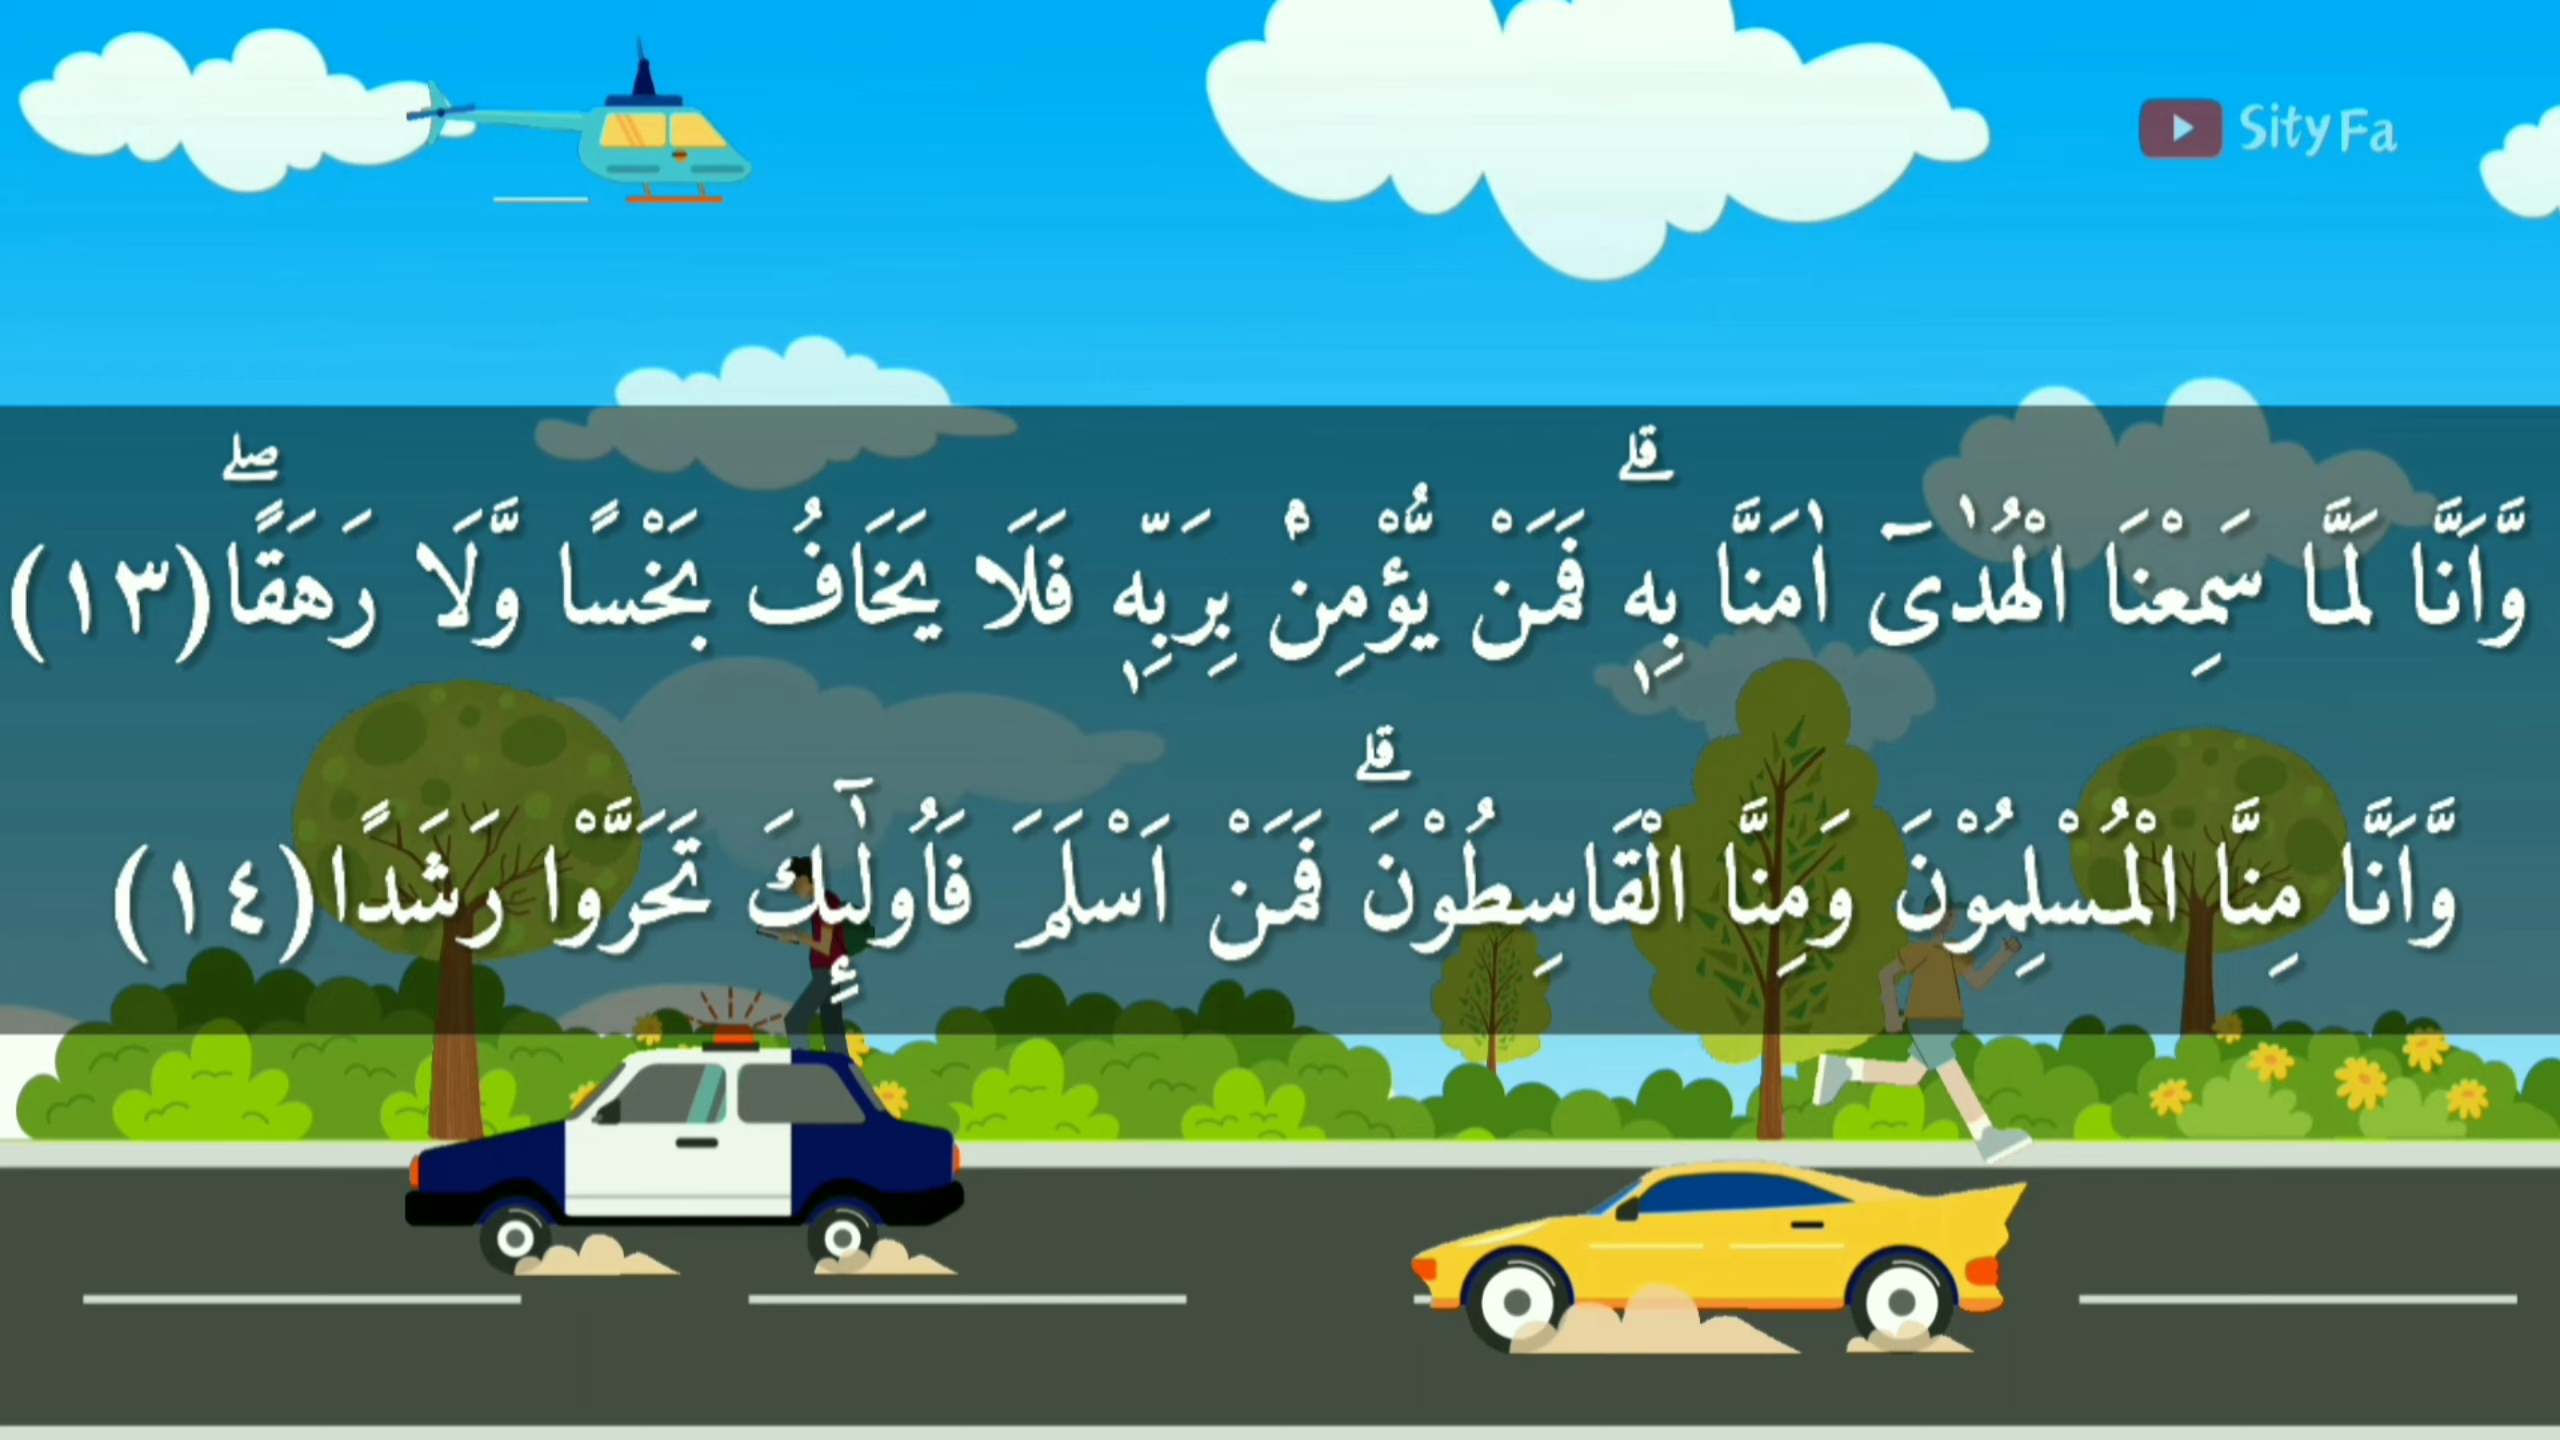 SityFa
وَّاَنَّا لَمَّا سَمِعْنَا الْهُدٰىٓ اٰمَنَّا بِهٖۗ فَمَنْ يُّؤْمِنْۢ بِرَبِّهٖ فَلَا يَخَافُ بَخْسًا وَّلَا رَهَقًاۖ (١٣)
وَّاَنَّا مِنَّا الْمُسْلِمُوْنَ وَمِنَّا الْقَاسِطُوْنَۗ فَمَنْ اَسْلَمَ فَاُولٰۤىِٕكَ تَحَرَّوْا رَشَدًا (١٤)